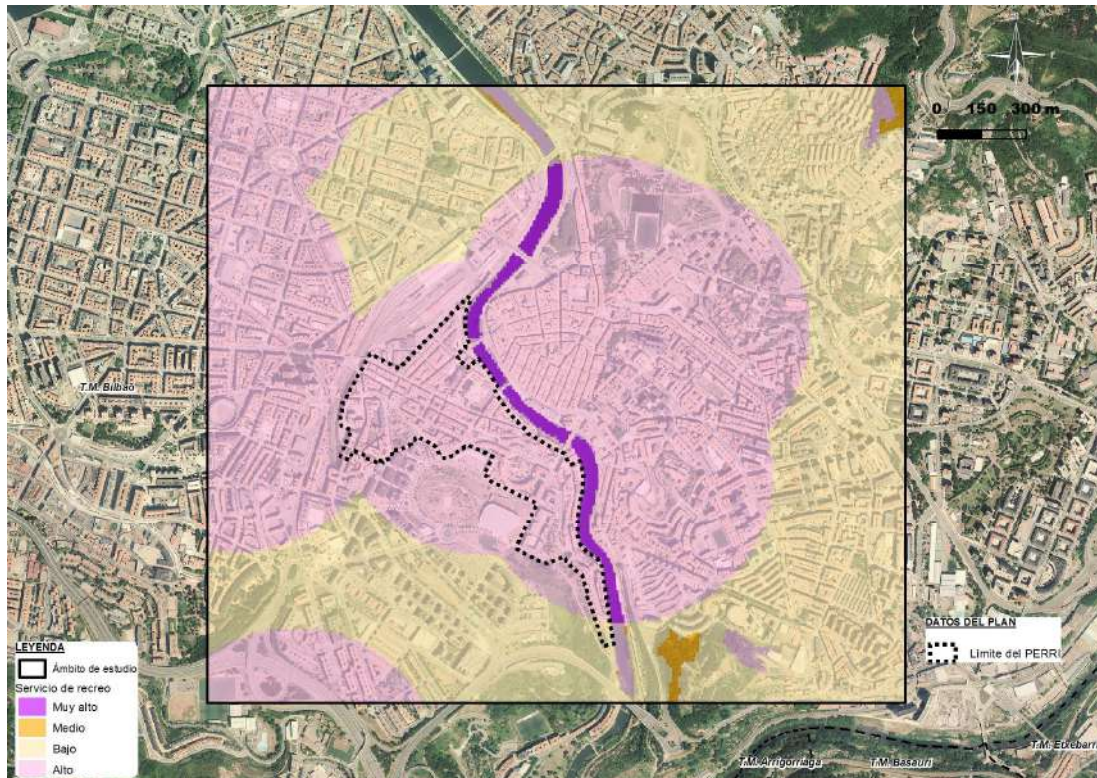 0 150 300 m
T.M. Bilbao
DATOS DEL PLAN
Límite del PERRI
LEYENDA
Ámbito de estudio
Servicio de recreo
Muy alto
Medio
Bajo
Alto
T.M. Arrigorriaga
T.M. Basauri
T.M. Etxebarri